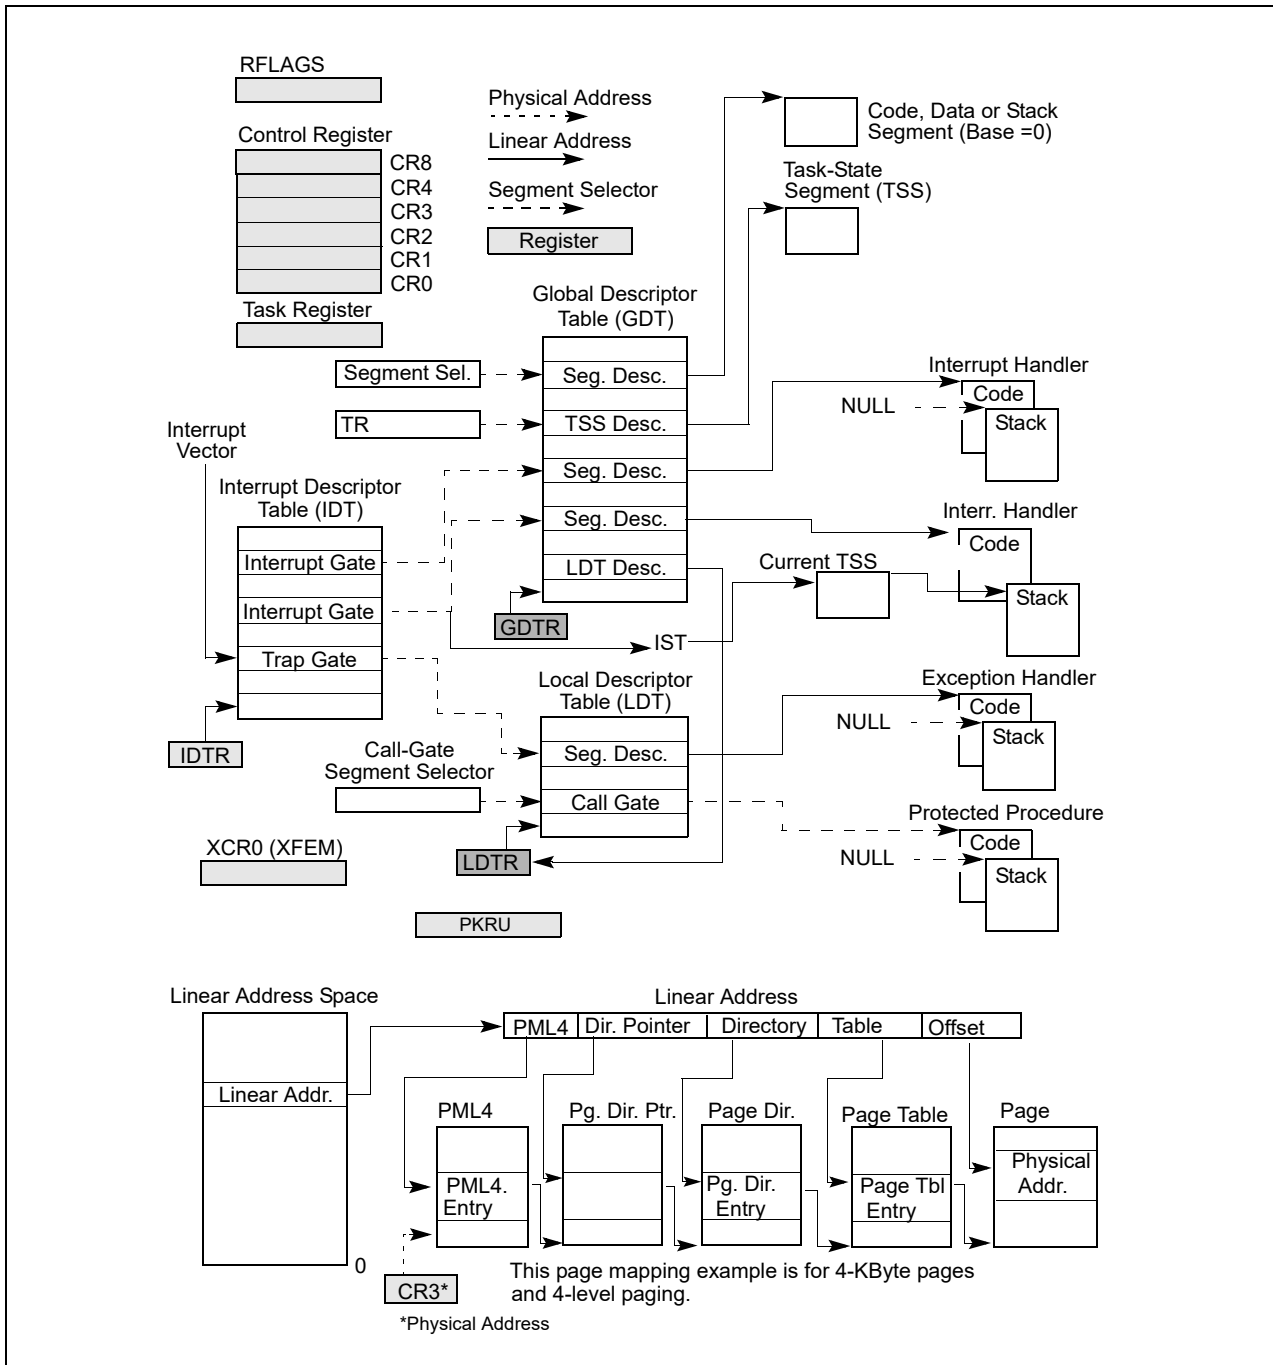 RFLAGS
Control Register
CR8
CR4
CR3
CR2
CR1
CR0
Task Register
Physical Address
Linear Address
Segment Selector
Register
Code, Data or Stack
Segment (Base =0)
Task-State
Segment (TSS)
Global Descriptor
Table (GDT)
Segment Sel.
Seg. Desc.
TR
TSS Desc.
Seg. Desc.
Seg. Desc.
LDT Desc.
GDTR
Interrupt Handler
Code
NULL
Stack
Interrupt
Vector
Interrupt Descriptor
Table (IDT)
Interrupt Gate
Interrupt Gate
Trap Gate
IDTR
Interr. Handler
Code
Current TSS
Stack
IST
Local Descriptor
Table (LDT)
Seg. Desc.
Call Gate
Call-Gate
Segment Selector
LDTR
Exception Handler
Code
NULL
Stack
Protected Procedure
Code
NULL
Stack
XCR0 (XFEM)
PKRU
Linear Address Space
Linear Addr.
0
Linear Address
PML4
Dir. Pointer
Directory
Table
Offset
PML4
PML4.
Entry
Pg. Dir. Ptr.
Page Dir.
Pg. Dir.
Entry
Page Table
Page Tbl
Entry
Page
Physical
Addr.
CR3*
*Physical Address
This page mapping example is for 4-KByte pages
and 4-level paging.